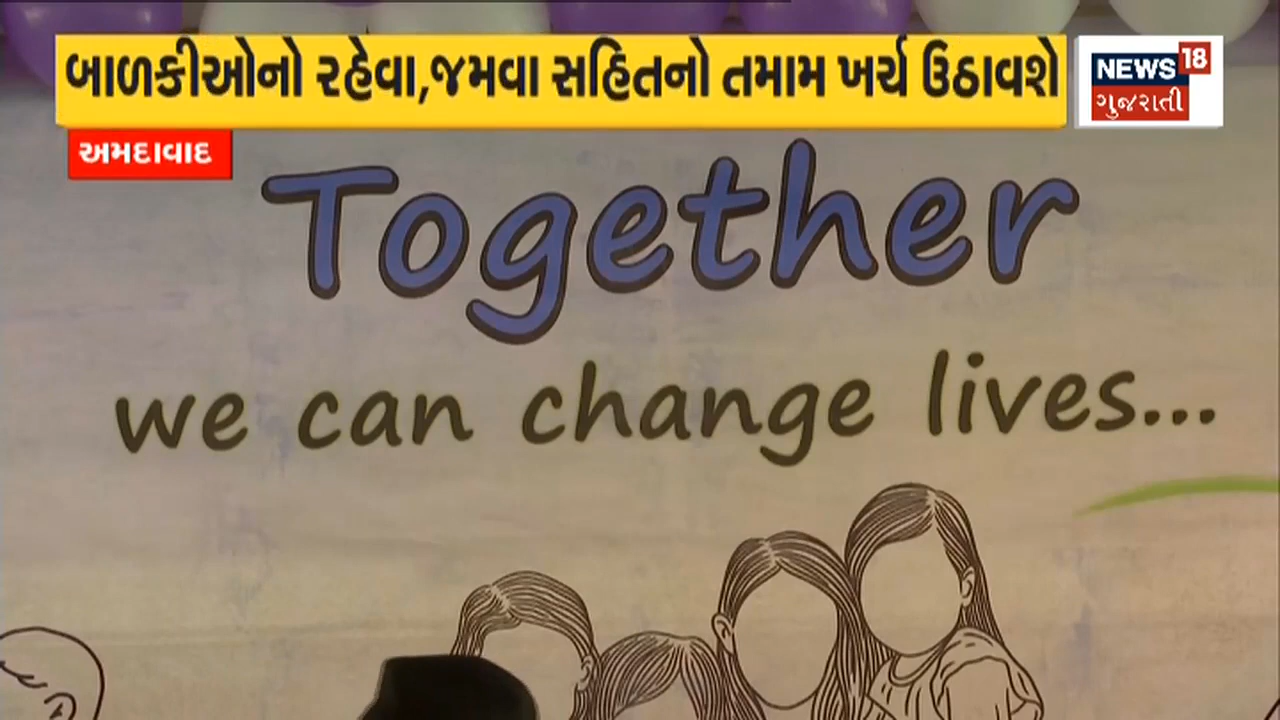 બાળકીઓનો રહેવા,જમવા સહિતનો તમામ ખર્ચ ઉઠાવશે
NEWS18
ગુજરાતી
અમદાવાદ
Together
we can change lives...